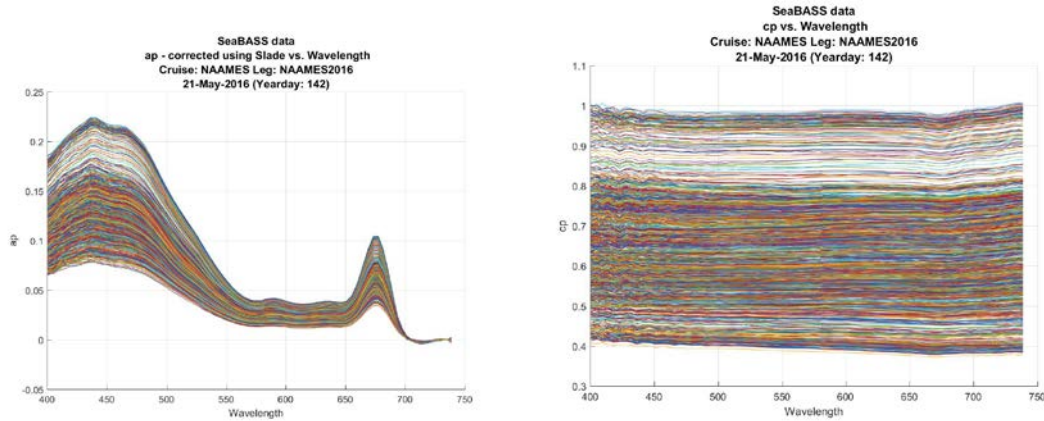 SeaBASS data
ap - corrected using Slade vs. Wavelength
Cruise: NAAMES Leg: NAAMES2016
21-May-2016 (Yearday: 142)
0.25
0.2
0.15
0.1
0.05
0
-0.05
ap
400
450
500
550
600
650
700
750
Wavelength
SeaBASS data
cp vs. Wavelength
Cruise: NAAMES Leg: NAAMES2016
21-May-2016 (Yearday: 142)
1.1
1
0.9
0.8
0.7
0.6
0.5
0.4
0.3
cp
400
450
500
550
600
650
700
750
Wavelength